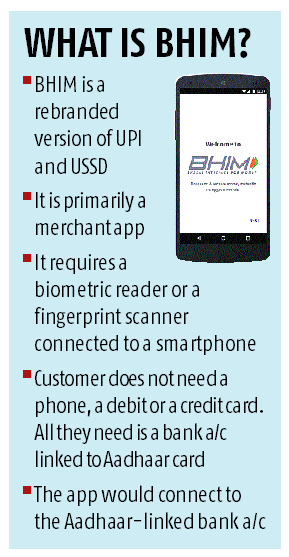 WHAT IS BHIM?
BHIM is a
rebranded
version of UPI
and USSD
Welcome to
BHIM
It is primarily a
merchant app
It requires a
biometric reader or a
fingerprint scanner
connected to a smartphone
Customer does not need a
phone, a debit or a credit card.
All they need is a bank a/c
linked to Aadhaar card
The app would connect to
the Aadhaar-linked bank a/c